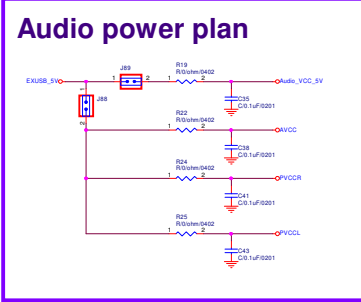 Audio power plan
J89
R19
R/0/ohm/0402
EXUSB_5V
1 2
1 2
Audio_VCC_5V
J88
1
2
C35
C/0.1uF/0201
R22
R/0/ohm/0402
1 2
AVCC
C38
C/0.1uF/0201
R24
R/0/ohm/0402
1 2
PVCCR
C41
C/0.1uF/0201
R25
R/0/ohm/0402
1 2
PVCCL
C43
C/0.1uF/0201